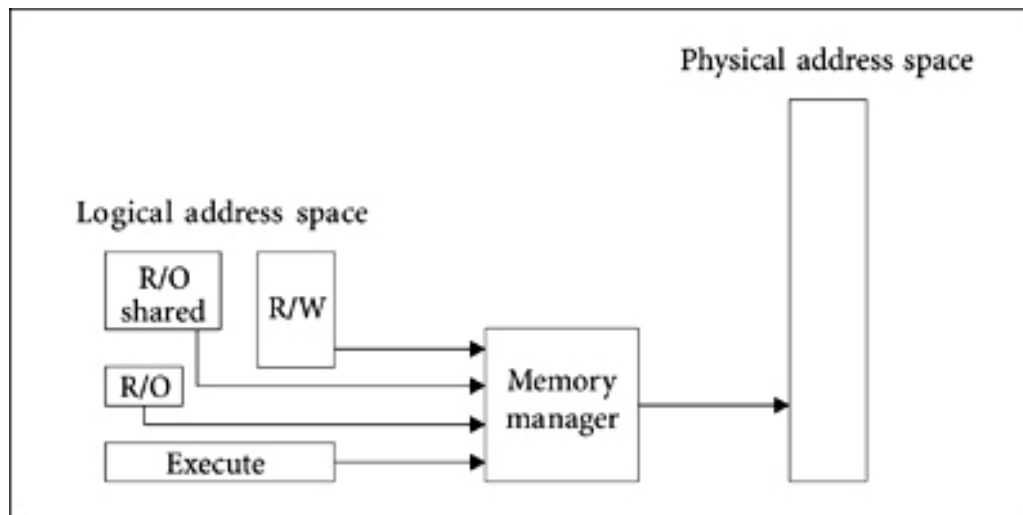 Physical address space
Logical address space
R/O
shared
R/W
R/O
Execute
Memory
manager